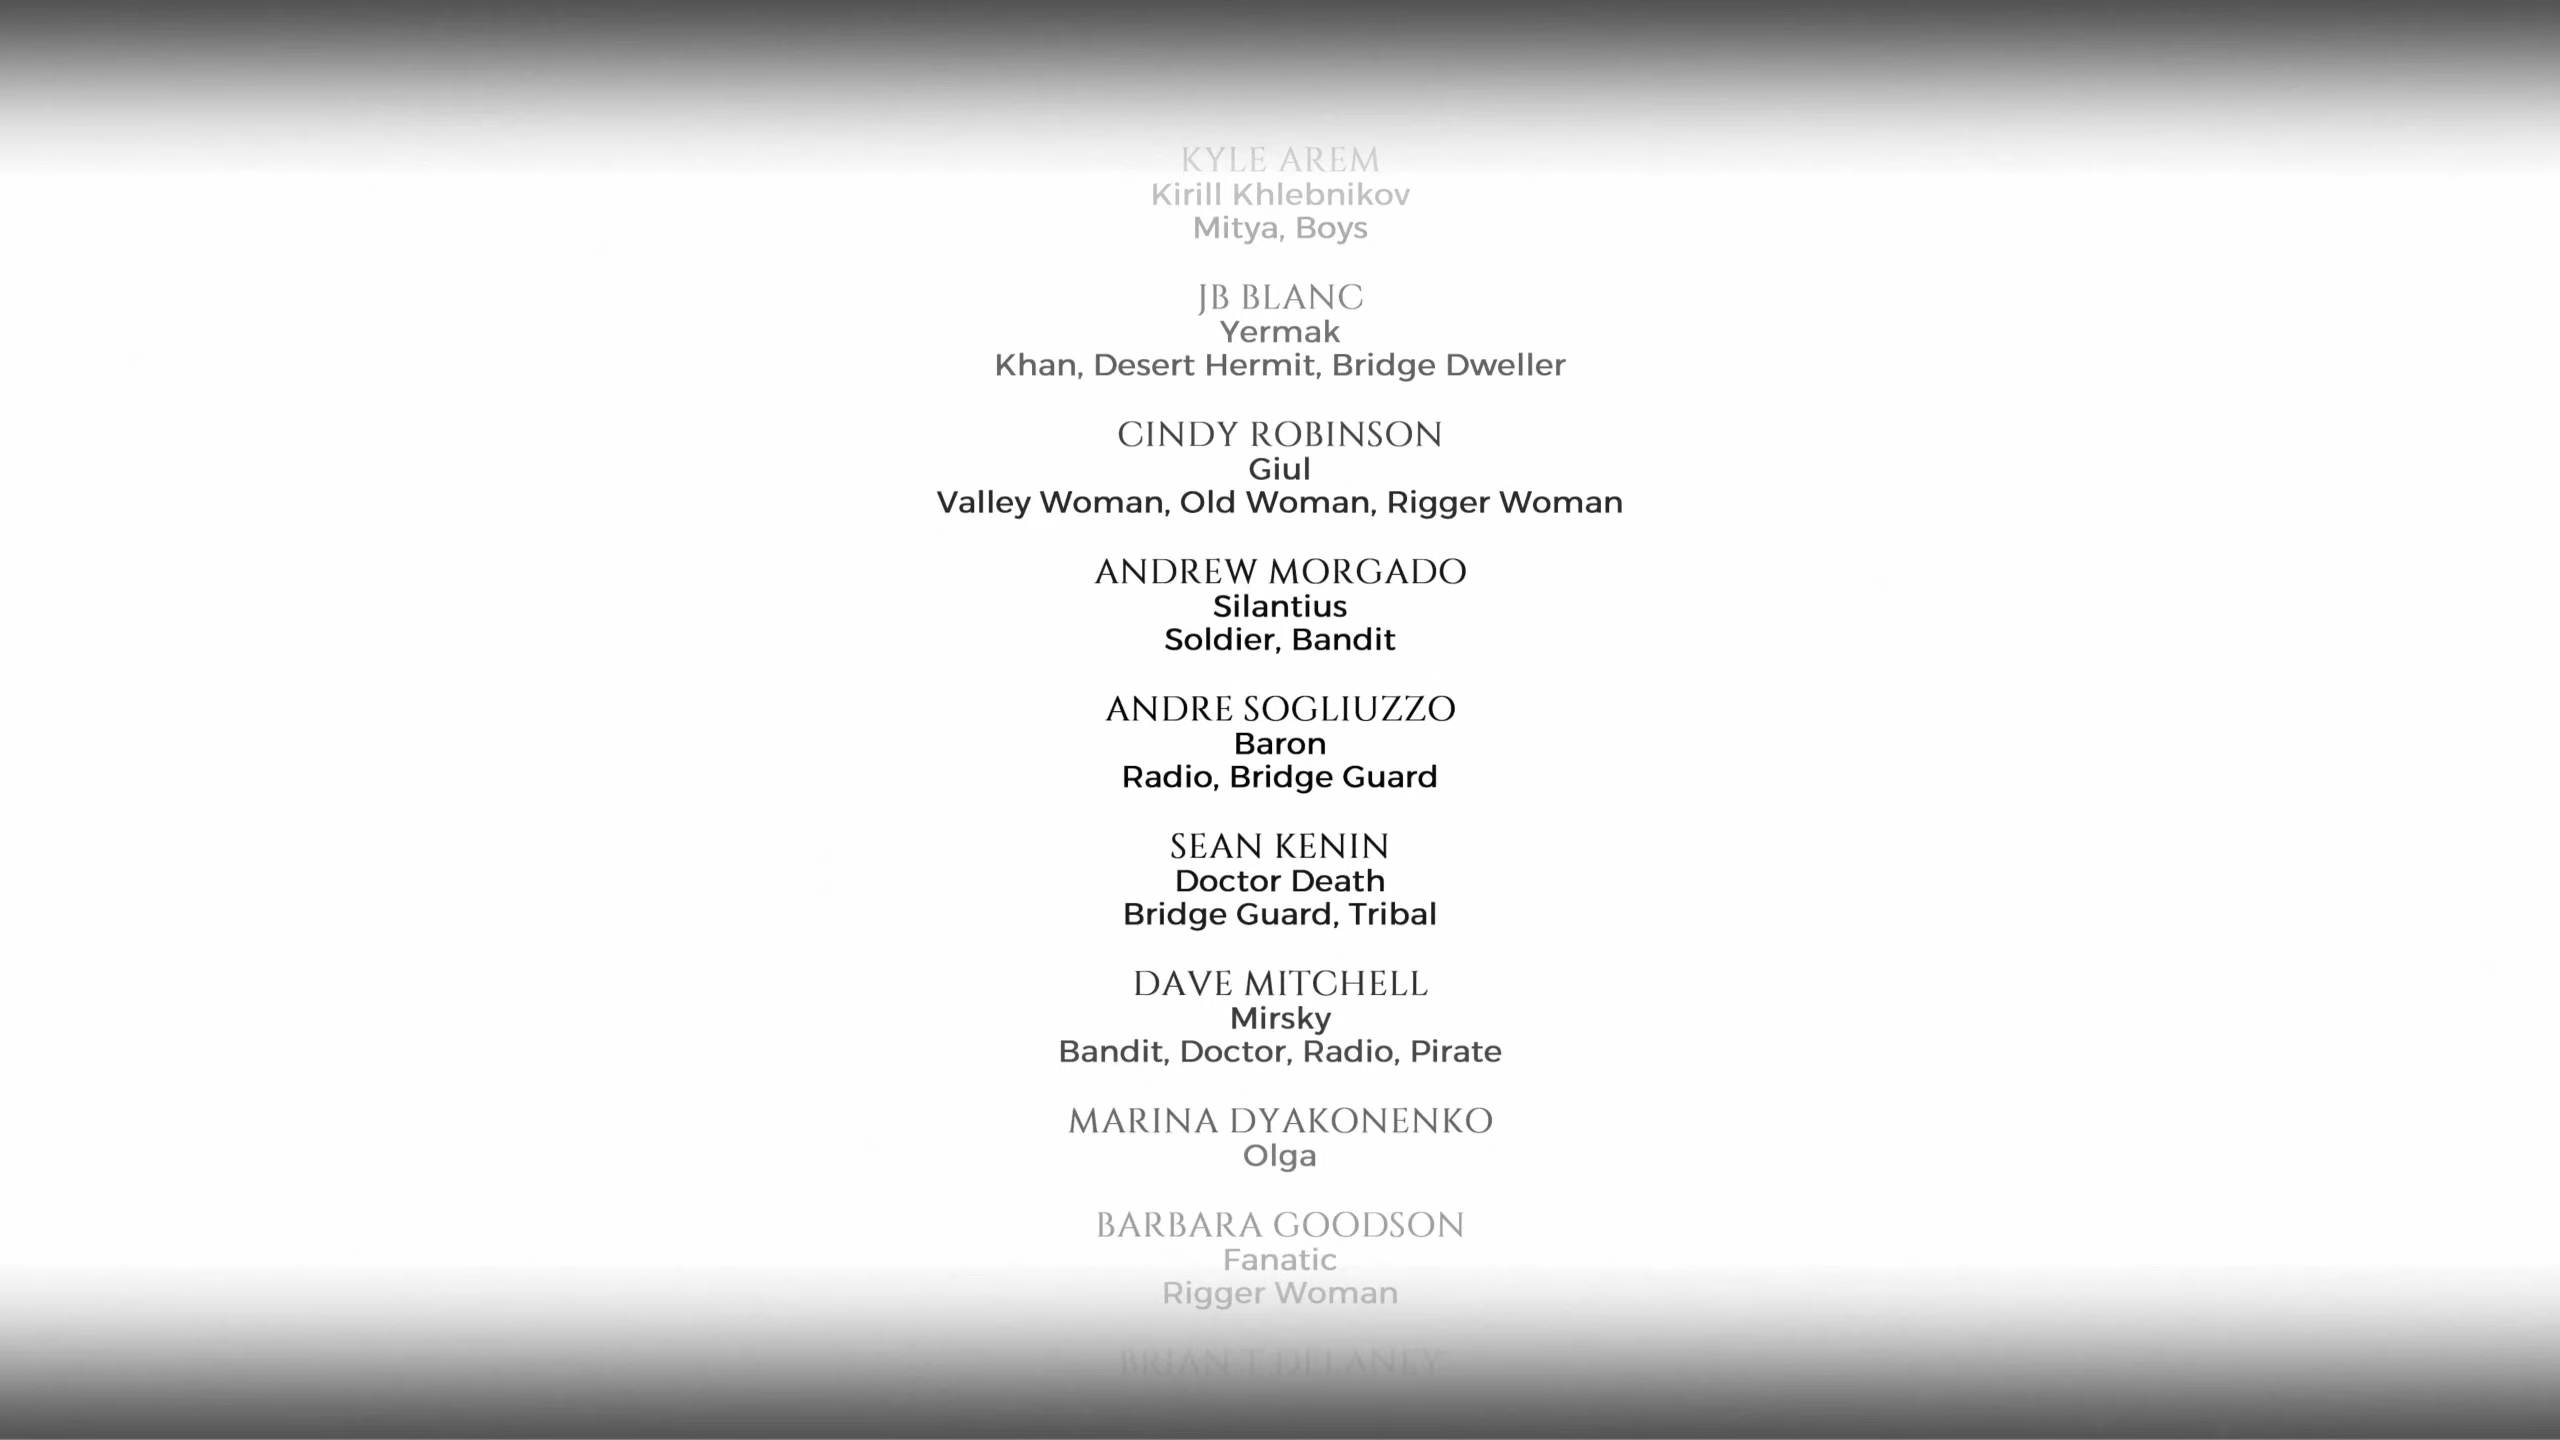 KYLE AREM
Kirill Khlebnikov
Mitya, Boys
JB BLANC
Yermak
Khan, Desert Hermit, Bridge Dweller
CINDY ROBINSON
Giul
Valley Woman, Old Woman, Rigger Woman
ANDREW MORGADO
Silantius
Soldier, Bandit
ANDRE SOGLIUZZO
Baron
Radio, Bridge Guard
SEAN KENIN
Doctor Death
Bridge Guard, Tribal
DAVE MITCHELL
Mirsky
Bandit, Doctor, Radio, Pirate
MARINA DYAKONENKO
Olga
BARBARA GOODSON
Fanatic
Rigger Woman
BRIAN T. DELANEY